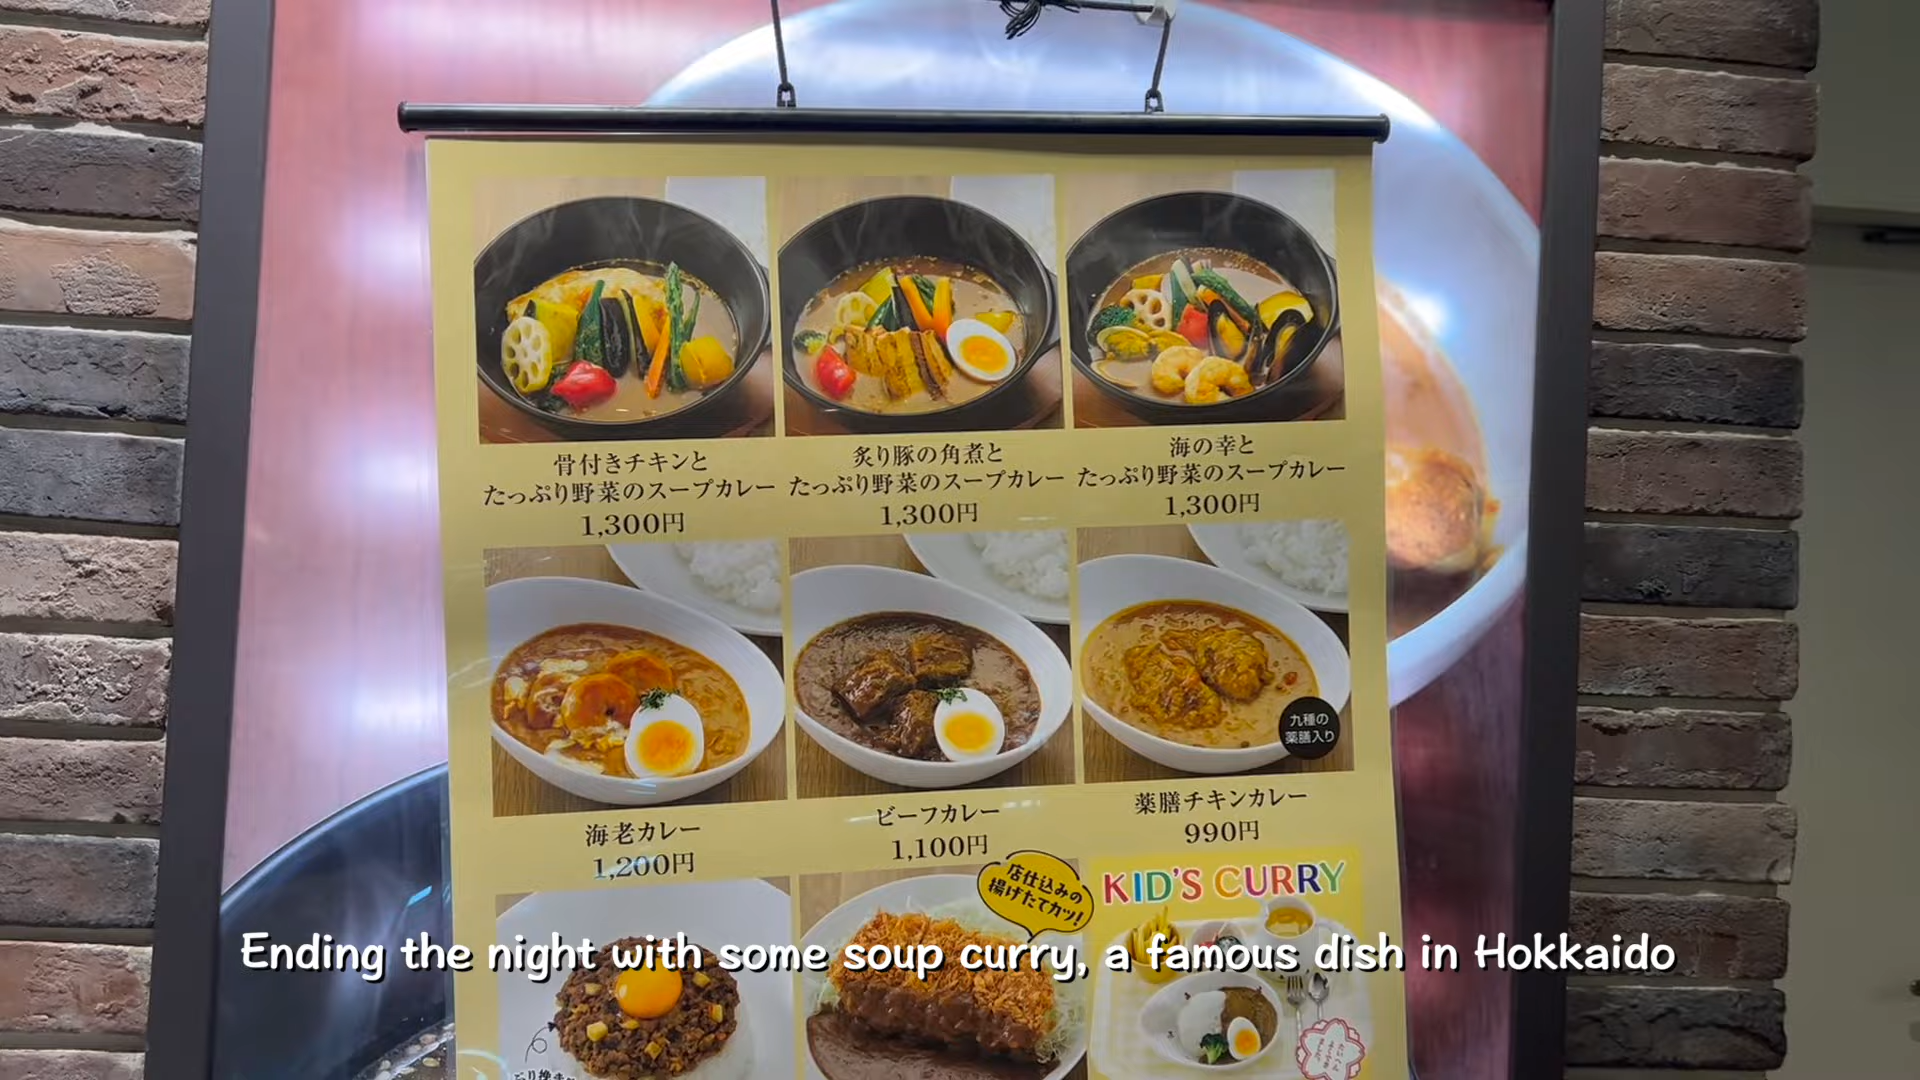 骨付きチキンと
たっぷり野菜のスープカレー
1,300円
炙り豚の角煮と
たっぷり野菜のスープカレー
1,300円
海の幸と
たっぷり野菜のスープカレー
1,300円
九種の
薬膳入り
海老カレー
1,200円
ビーフカレー
1,100円
薬膳チキンカレー
990円
店仕込みの
揚げたてカツ!
KID'S CURRY
Ending the night with some soup curry, a famous dish in Hokkaido